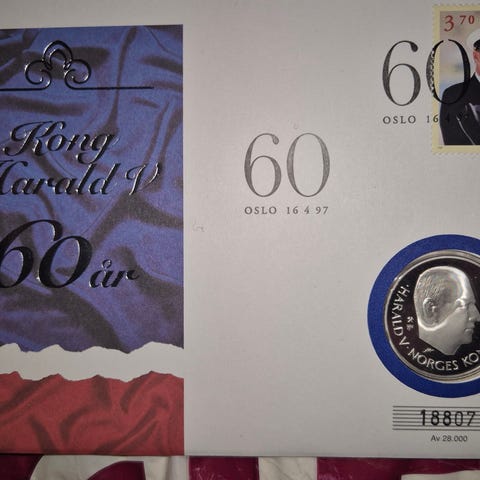 Kong
Harald V
60 år
60
OSLO 16 4 97
3 70
60
OSLO 16 4 97
HARALD V · NORGES KON
18807
Av 28.000